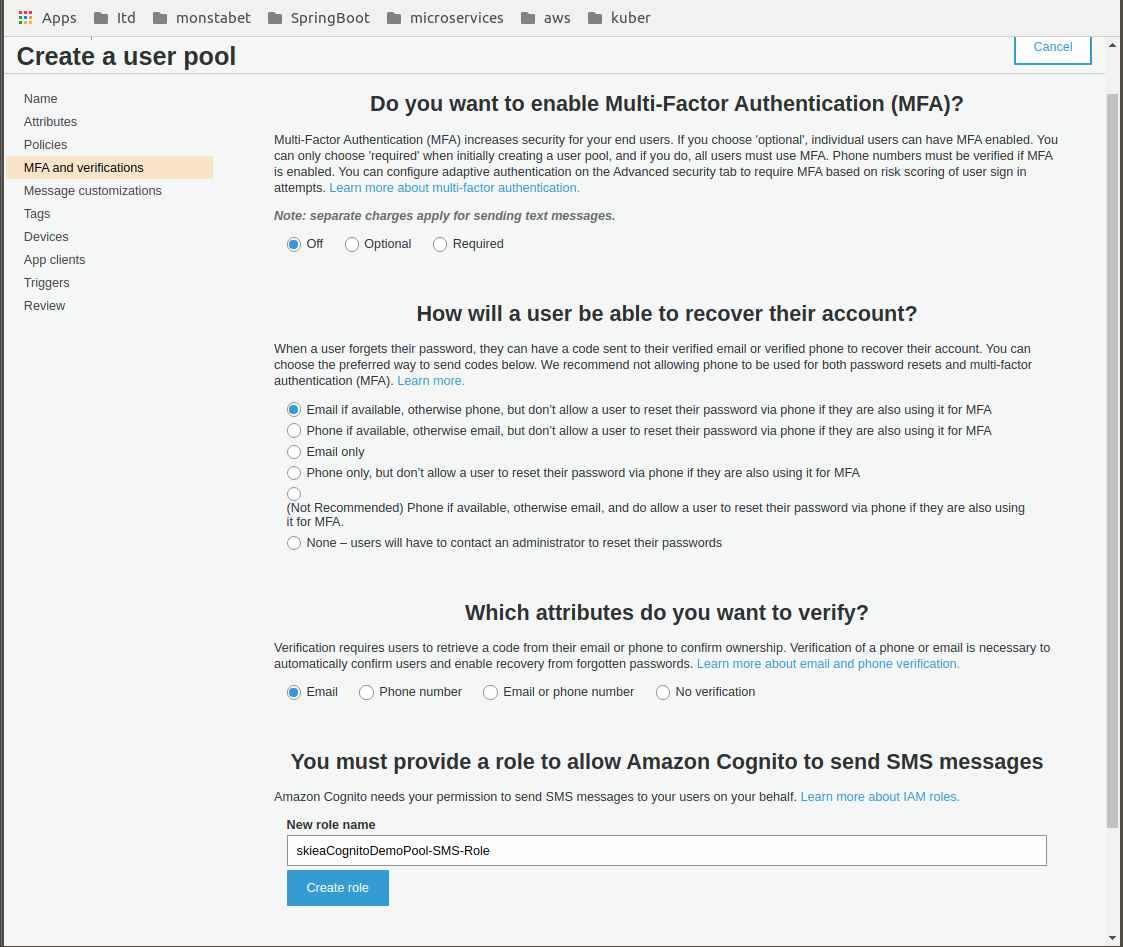 Apps ltd monstabet SpringBoot microservices aws kuber
Create a user pool
Cancel
Name
Attributes
Policies
MFA and verifications
Message customizations
Tags
Devices
App clients
Triggers
Review
Do you want to enable Multi-Factor Authentication (MFA)?
Multi-Factor Authentication (MFA) increases security for your end users. If you choose 'optional', individual users can have MFA enabled. You
can only choose 'required' when initially creating a user pool, and if you do, all users must use MFA. Phone numbers must be verified if MFA
is enabled. You can configure adaptive authentication on the Advanced security tab to require MFA based on risk scoring of user sign in
attempts. Learn more about multi-factor authentication.
Note: separate charges apply for sending text messages.
Off Optional Required
How will a user be able to recover their account?
When a user forgets their password, they can have a code sent to their verified email or verified phone to recover their account. You can
choose the preferred way to send codes below. We recommend not allowing phone to be used for both password resets and multi-factor
authentication (MFA). Learn more.
Email if available, otherwise phone, but don’t allow a user to reset their password via phone if they are also using it for MFA
Phone if available, otherwise email, but don’t allow a user to reset their password via phone if they are also using it for MFA
Email only
Phone only, but don’t allow a user to reset their password via phone if they are also using it for MFA
(Not Recommended) Phone if available, otherwise email, and do allow a user to reset their password via phone if they are also using
it for MFA.
None – users will have to contact an administrator to reset their passwords
Which attributes do you want to verify?
Verification requires users to retrieve a code from their email or phone to confirm ownership. Verification of a phone or email is necessary to
automatically confirm users and enable recovery from forgotten passwords. Learn more about email and phone verification.
Email Phone number Email or phone number No verification
You must provide a role to allow Amazon Cognito to send SMS messages
Amazon Cognito needs your permission to send SMS messages to your users on your behalf. Learn more about IAM roles.
New role name
skieaCognitoDemoPool-SMS-Role
Create role